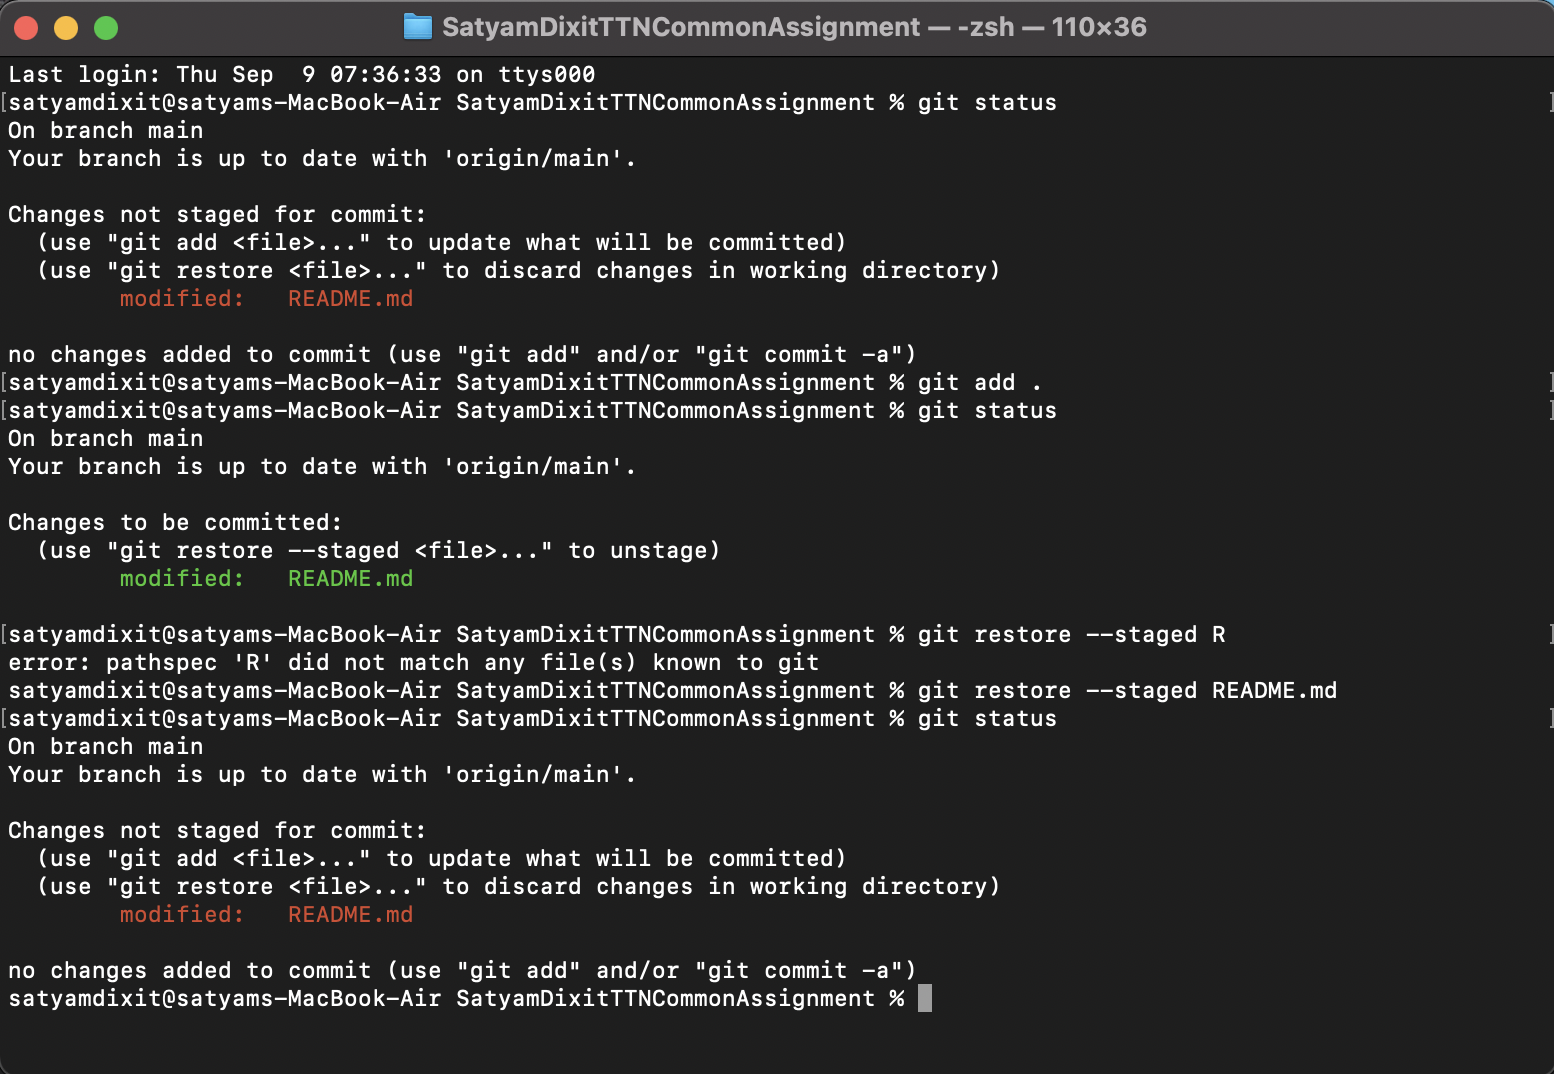 SatyamDixitTTNCommonAssignment — -zsh — 110×36
Last login: Thu Sep  9 07:36:33 on ttys000
[satyamdixit@satyams-MacBook-Air SatyamDixitTTNCommonAssignment % git status ]
On branch main
Your branch is up to date with 'origin/main'.

Changes not staged for commit:
  (use "git add <file>..." to update what will be committed)
  (use "git restore <file>..." to discard changes in working directory)
        modified:   README.md

no changes added to commit (use "git add" and/or "git commit -a")
[satyamdixit@satyams-MacBook-Air SatyamDixitTTNCommonAssignment % git add . ]
[satyamdixit@satyams-MacBook-Air SatyamDixitTTNCommonAssignment % git status ]
On branch main
Your branch is up to date with 'origin/main'.

Changes to be committed:
  (use "git restore --staged <file>..." to unstage)
        modified:   README.md

[satyamdixit@satyams-MacBook-Air SatyamDixitTTNCommonAssignment % git restore --staged R ]
error: pathspec 'R' did not match any file(s) known to git
satyamdixit@satyams-MacBook-Air SatyamDixitTTNCommonAssignment % git restore --staged README.md
[satyamdixit@satyams-MacBook-Air SatyamDixitTTNCommonAssignment % git status ]
On branch main
Your branch is up to date with 'origin/main'.

Changes not staged for commit:
  (use "git add <file>..." to update what will be committed)
  (use "git restore <file>..." to discard changes in working directory)
        modified:   README.md

no changes added to commit (use "git add" and/or "git commit -a")
satyamdixit@satyams-MacBook-Air SatyamDixitTTNCommonAssignment %